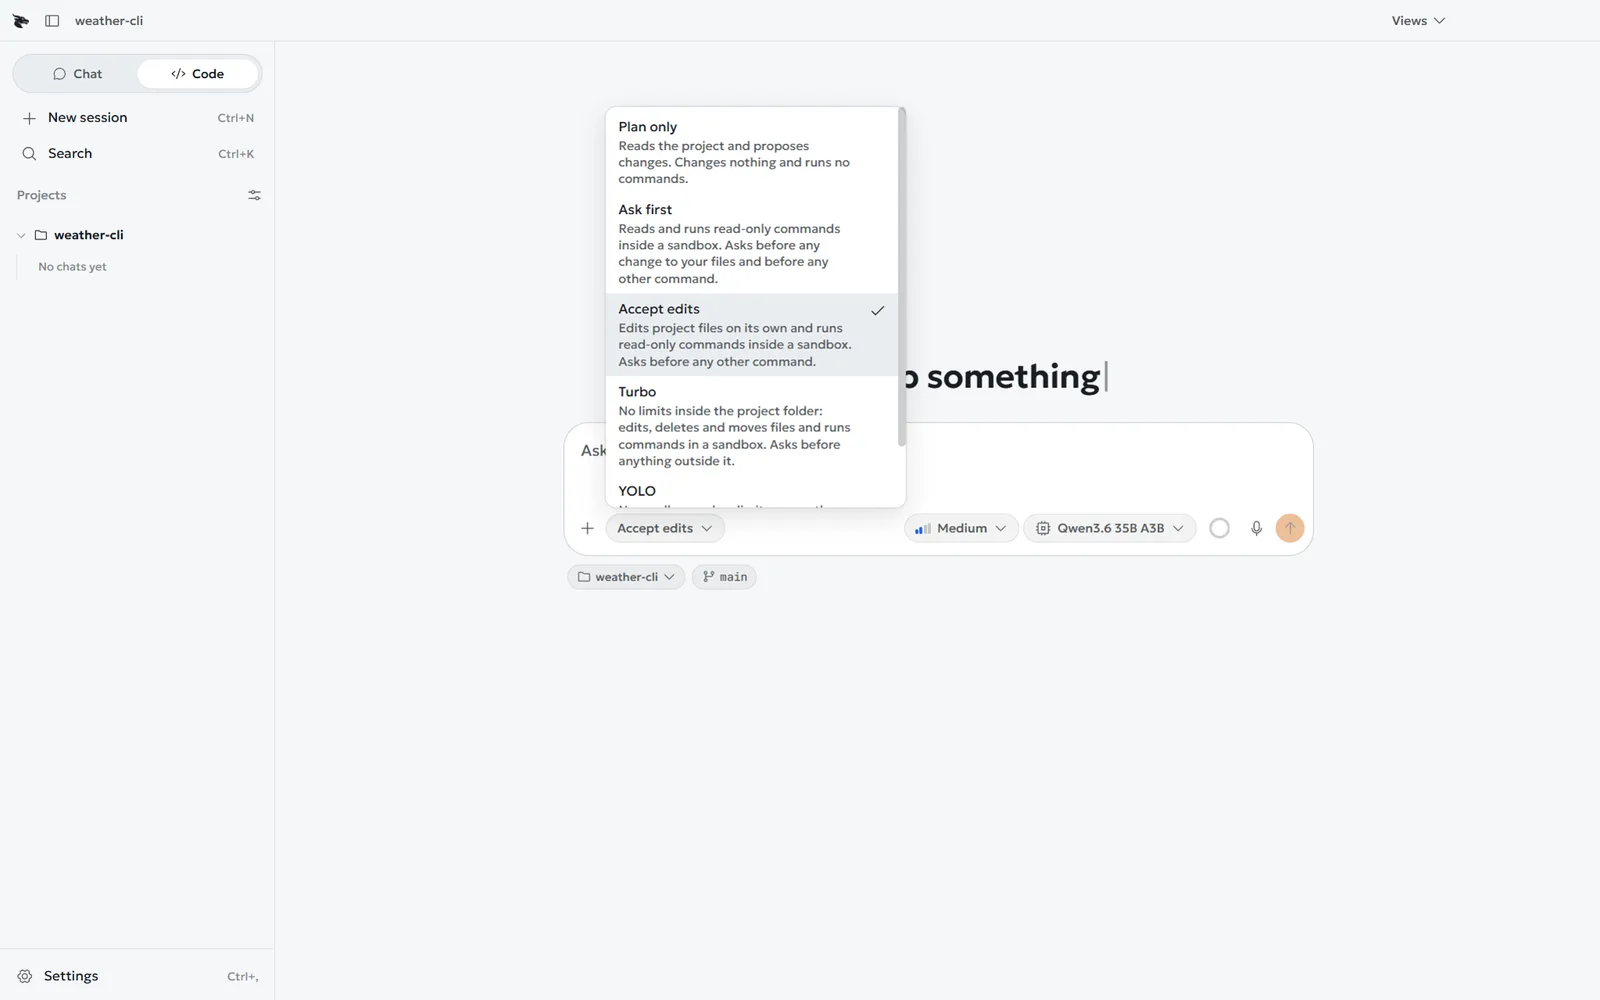 weather-cli
Views
Chat
Code
New session Ctrl+N
Search Ctrl+K
Projects
weather-cli
No chats yet
Plan only
Reads the project and proposes
changes. Changes nothing and runs no
commands.
Ask first
Reads and runs read-only commands
inside a sandbox. Asks before any
change to your files and before any
other command.
Accept edits
Edits project files on its own and runs
read-only commands inside a sandbox.
Asks before any other command.
Turbo
No limits inside the project folder:
edits, deletes and moves files and runs
commands in a sandbox. Asks before
anything outside it.
YOLO
something
Ask
Accept edits
Medium
Qwen3.6 35B A3B
weather-cli
main
Settings Ctrl+,